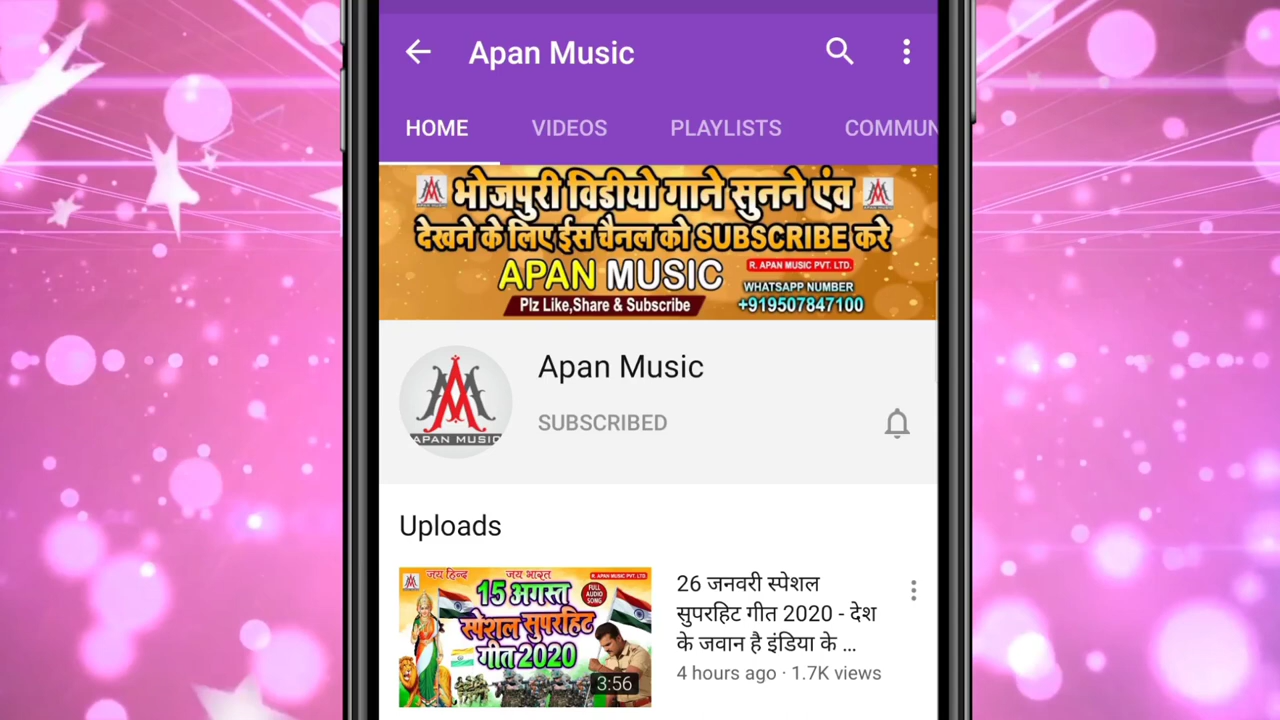 Apan Music
HOME VIDEOS PLAYLISTS COMMUN
भोजपुरी विडीयो गाने सुनने एंव
देखने के लिए ईस चैनल को SUBSCRIBE करे
APAN MUSIC
R. APAN MUSIC PVT. LTD.
WHATSAPP NUMBER
Plz Like,Share & Subscribe
+919507847100
Apan Music
SUBSCRIBED
APAN MUSIC
Uploads
जय हिन्द जय भारत
R. APAN MUSIC PVT. LTD
15 अगस्त
FULL
AUDIO
SONG
स्पेशल सुपरहिट
गीत 2020
3:56
26 जनवरी स्पेशल
सुपरहिट गीत 2020 - देश
के जवान है इंडिया के ...
4 hours ago · 1.7K views